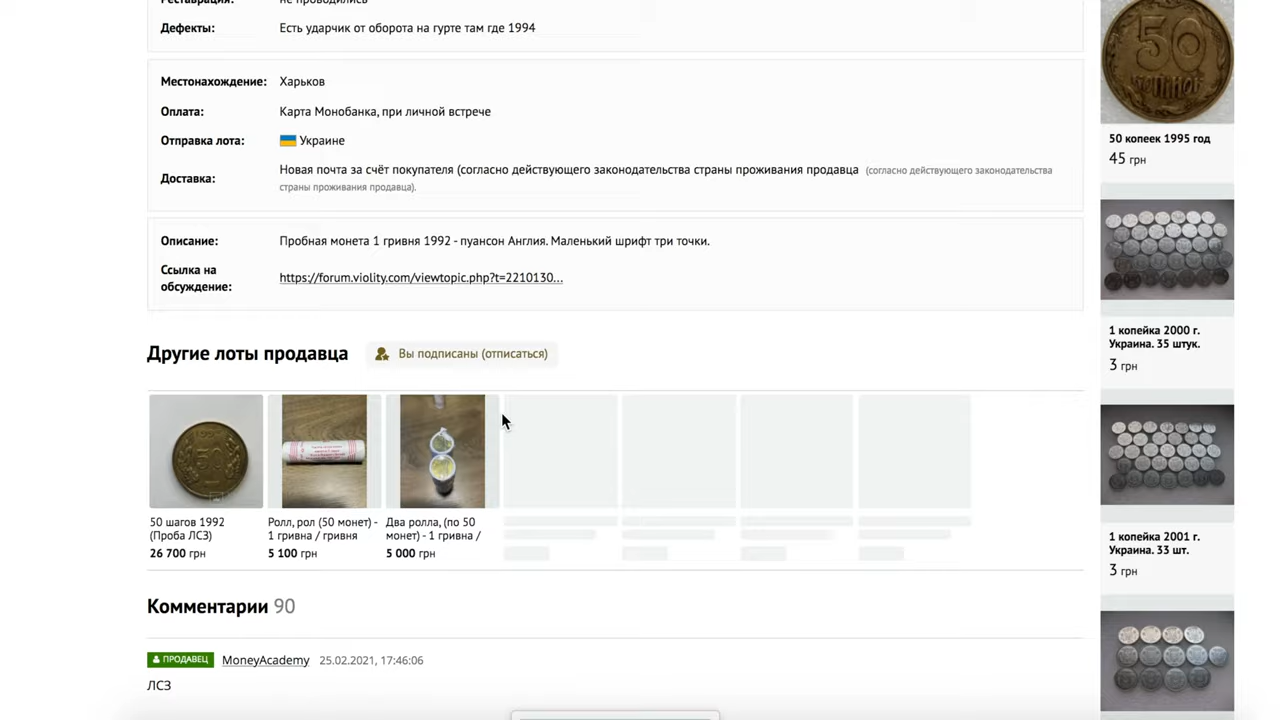 Реставрация: не проводились
Дефекты: Есть ударчик от оборота на гурте там где 1994
Местонахождение: Харьков
Оплата: Карта Монобанка, при личной встрече
Отправка лота: Украине
Доставка: Новая почта за счёт покупателя (согласно действующего законодательства страны проживания продавца (согласно действующего законодательства
страны проживания продавца).
Описание: Пробная монета 1 гривня 1992 - пуансон Англия. Маленький шрифт три точки.
Ссылка на
обсуждение: https://forum.violity.com/viewtopic.php?t=2210130...
Другие лоты продавца Вы подписаны (отписаться)
50 шагов 1992
(Проба ЛСЗ)
26 700 грн
Ролл, рол (50 монет) -
1 гривна / гривня
5 100 грн
Два ролла, (по 50
монет) - 1 гривна /
5 000 грн
Комментарии 90
ПРОДАВЕЦ MoneyAcademy 25.02.2021, 17:46:06
ЛСЗ
50
КОПІЙОК
50 копеек 1995 год
45 грн
1 копейка 2000 г.
Украина. 35 штук.
3 грн
1 копейка 2001 г.
Украина. 33 шт.
3 грн